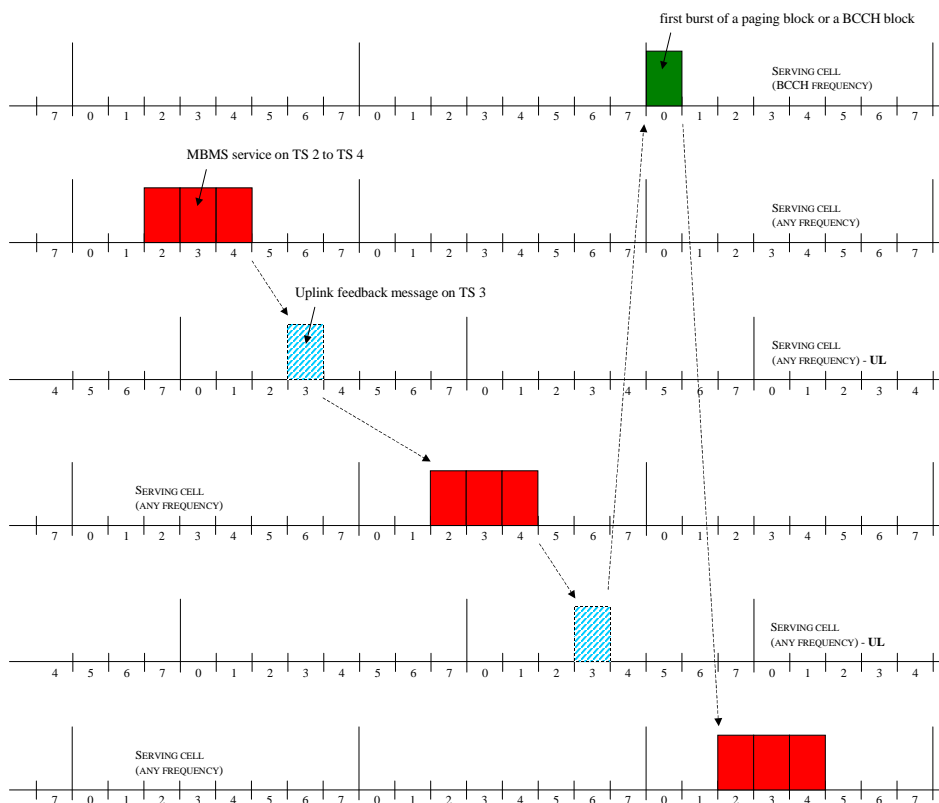 first burst of a paging block or a BCCH block
SERVING CELL
(BCCH FREQUENCY)
7 0 1 2 3 4 5 6 7 0 1 2 3 4 5 6 7 0 1 2 3 4 5 6 7
MBMS service on TS 2 to TS 4
SERVING CELL
(ANY FREQUENCY)
7 0 1 2 3 4 5 6 7 0 1 2 3 4 5 6 7 0 1 2 3 4 5 6 7
Uplink feedback message on TS 3
SERVING CELL
(ANY FREQUENCY) - UL
4 5 6 7 0 1 2 3 4 5 6 7 0 1 2 3 4 5 6 7 0 1 2 3 4
SERVING CELL
(ANY FREQUENCY)
7 0 1 2 3 4 5 6 7 0 1 2 3 4 5 6 7 0 1 2 3 4 5 6 7
SERVING CELL
(ANY FREQUENCY) - UL
4 5 6 7 0 1 2 3 4 5 6 7 0 1 2 3 4 5 6 7 0 1 2 3 4
SERVING CELL
(ANY FREQUENCY)
7 0 1 2 3 4 5 6 7 0 1 2 3 4 5 6 7 0 1 2 3 4 5 6 7